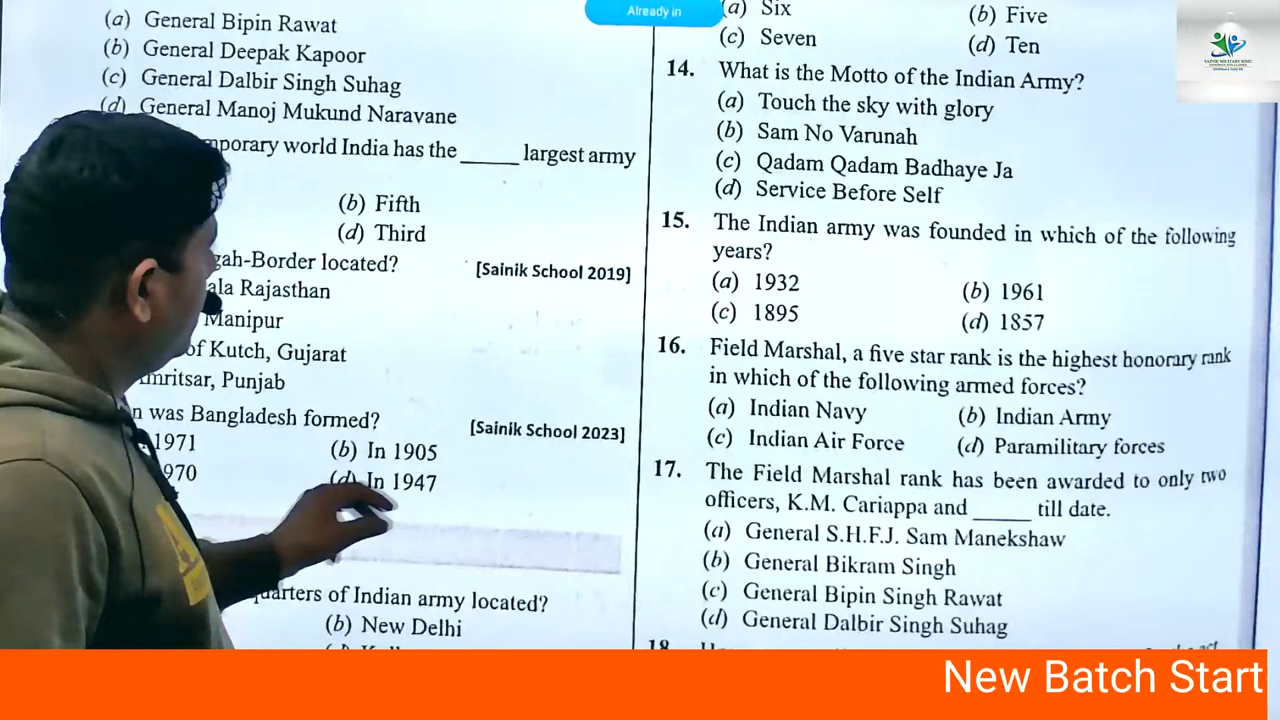 Already in
(a) General Bipin Rawat
(b) General Deepak Kapoor
(c) General Dalbir Singh Suhag
(d) General Manoj Mukund Naravane
world India has the _____ largest army
(b) Fifth
(d) Third
-Border located?
[Sainik School 2019]
Rajasthan
Manipur
of Kutch, Gujarat
Punjab
was Bangladesh formed?
[Sainik School 2023]
1971
(b) In 1905
970
(d) In 1947
of Indian army located?
(b) New Delhi
(a) Six
(b) Five
(c) Seven
(d) Ten
14. What is the Motto of the Indian Army?
(a) Touch the sky with glory
(b) Sam No Varunah
(c) Qadam Qadam Badhaye Ja
(d) Service Before Self
15. The Indian army was founded in which of the following
years?
(a) 1932
(b) 1961
(c) 1895
(d) 1857
16. Field Marshal, a five star rank is the highest honorary rank
in which of the following armed forces?
(a) Indian Navy
(b) Indian Army
(c) Indian Air Force
(d) Paramilitary forces
17. The Field Marshal rank has been awarded to only two
officers, K.M. Cariappa and _____ till date.
(a) General S.H.F.J. Sam Manekshaw
(b) General Bikram Singh
(c) General Bipin Singh Rawat
(d) General Dalbir Singh Suhag
New Batch Start